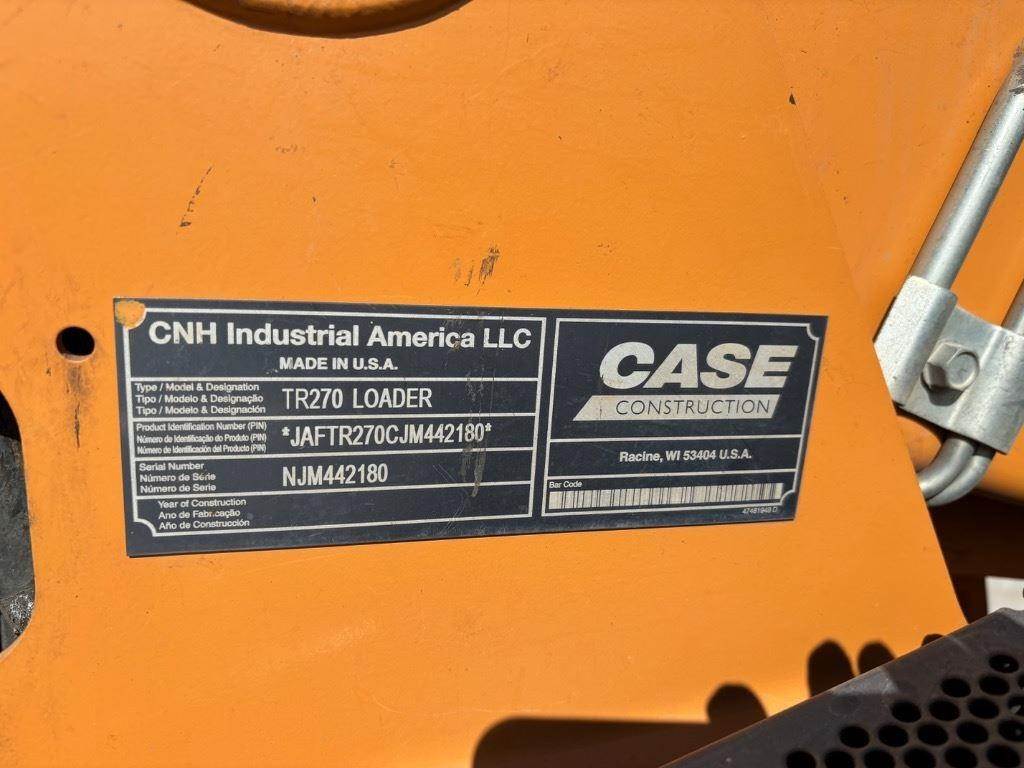 CNH Industrial America LLC
MADE IN U.S.A.
Type / Model & Designation
Tipo / Modelo & Designação
Tipo / Modelo & Designación
TR270 LOADER
Product Identification Number (PIN)
Número de Identificação do Produto (PIN)
Número de Identificación del Producto (PIN)
*JAFTR270CJM442180*
Serial Number
Número de Série
Número de Serie
NJM442180
Year of Construction
Ano de Fabricação
Año de Construcción
CASE
CONSTRUCTION
Racine, WI 53404 U.S.A.
Bar Code
47481949 D